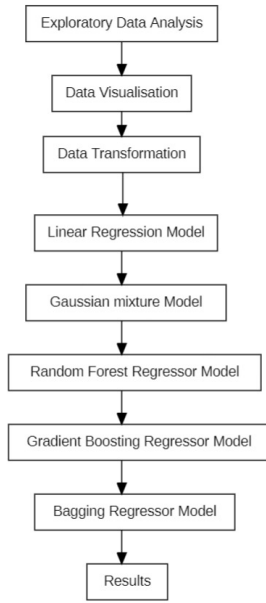 Exploratory Data Analysis
Data Visualisation
Data Transformation
Linear Regression Model
Gaussian mixture Model
Random Forest Regressor Model
Gradient Boosting Regressor Model
Bagging Regressor Model
Results